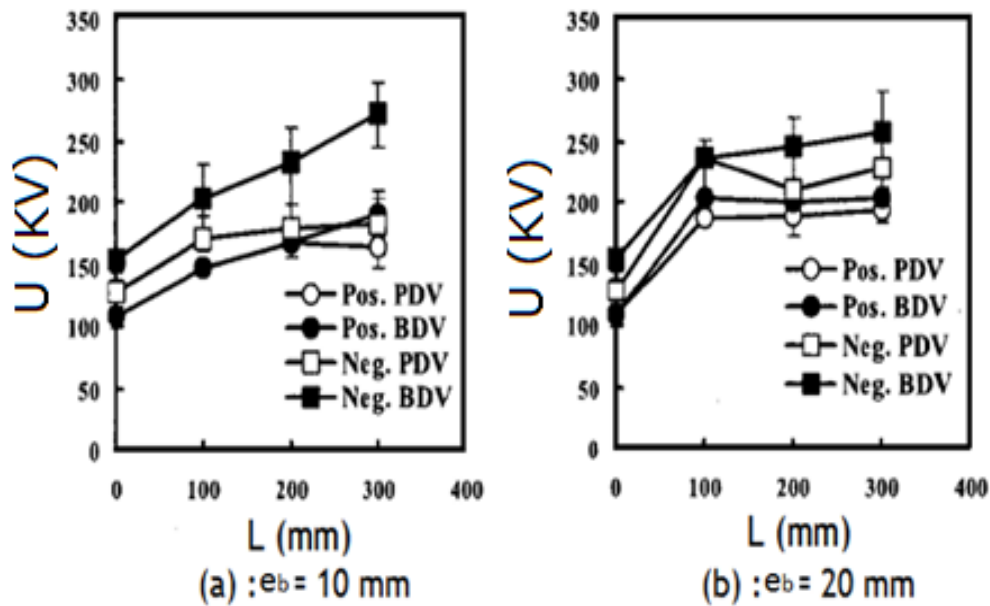 350
300
250
200
150
100
50
0
U (KV)
Pos. PDV
Pos. BDV
Neg. PDV
Neg. BDV
0 100 200 300 400
L (mm)
(a) :eb= 10 mm
350
300
250
200
150
100
50
0
U (KV)
Pos. PDV
Pos. BDV
Neg. PDV
Neg. BDV
0 100 200 300 400
L (mm)
(b) :eb= 20 mm